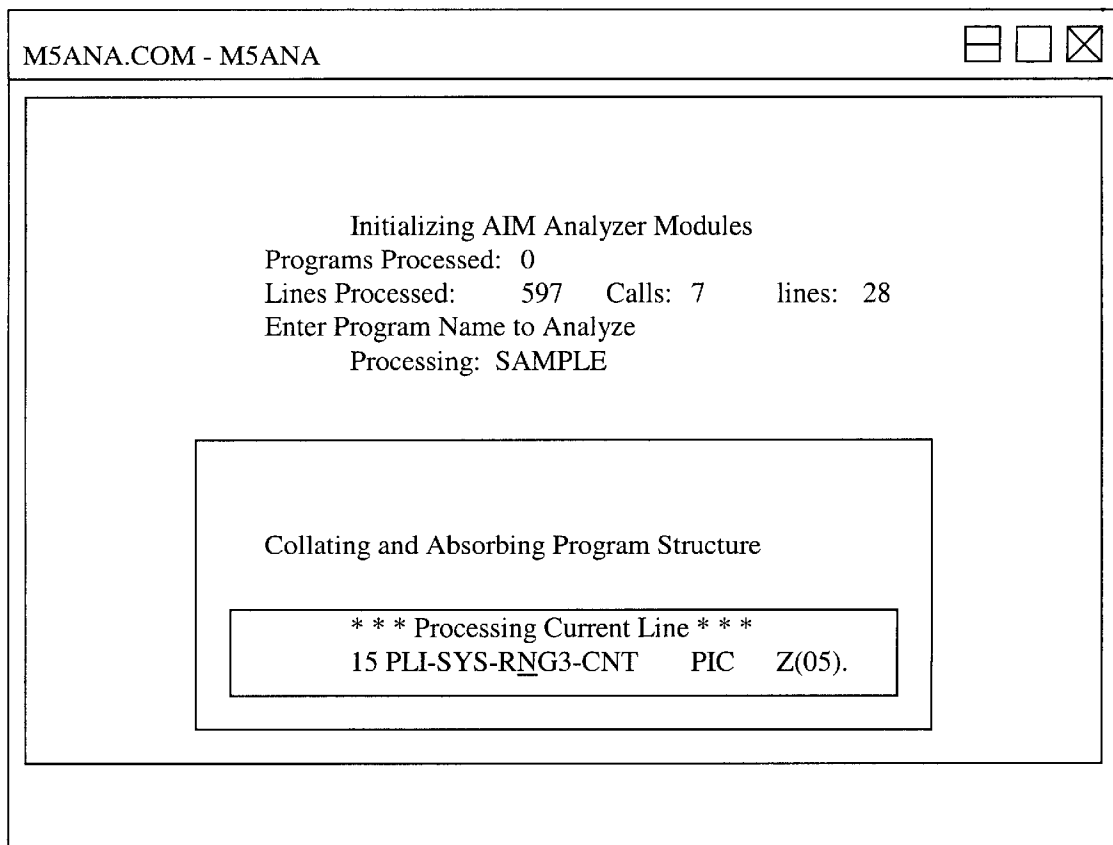 M5ANA.COM - M5ANA
Initializing AIM Analyzer Modules
Programs Processed: 0
Lines Processed: 597 Calls: 7 lines: 28
Enter Program Name to Analyze
Processing: SAMPLE
Collating and Absorbing Program Structure
* * * Processing Current Line * * *
15 PLI-SYS-RNG3-CNT PIC Z(05).